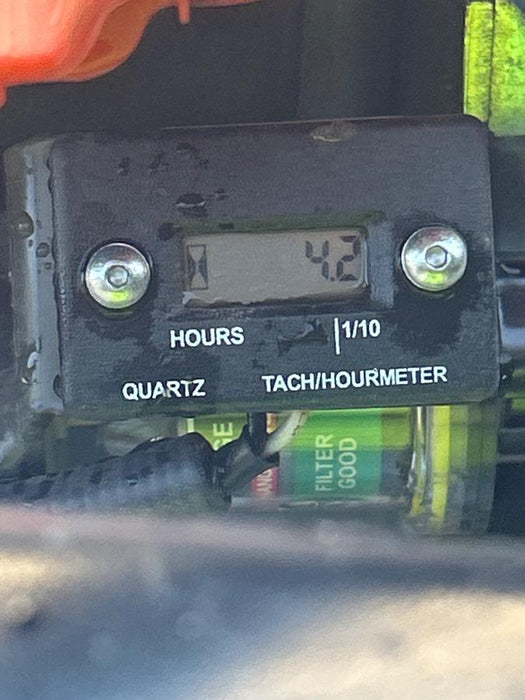 4.2
HOURS 1/10
QUARTZ TACH/HOURMETER
FILTER
GOOD